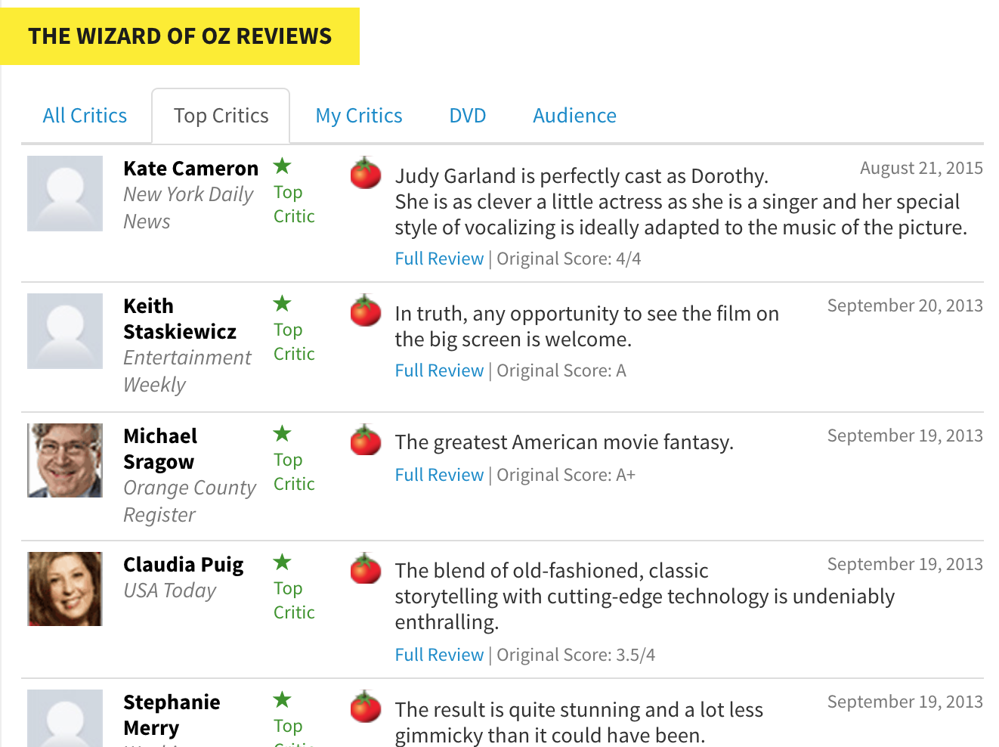 THE WIZARD OF OZ REVIEWS
All Critics
Top Critics
My Critics
DVD
Audience
Kate Cameron
New York Daily
News
★
Top
Critic
Judy Garland is perfectly cast as Dorothy.
She is as clever a little actress as she is a singer and her special
style of vocalizing is ideally adapted to the music of the picture.
Full Review | Original Score: 4/4
August 21, 2015
Keith
Staskiewicz
Entertainment
Weekly
★
Top
Critic
In truth, any opportunity to see the film on
the big screen is welcome.
Full Review | Original Score: A
September 20, 2013
Michael
Sragow
Orange County
Register
★
Top
Critic
The greatest American movie fantasy.
Full Review | Original Score: A+
September 19, 2013
Claudia Puig
USA Today
★
Top
Critic
The blend of old-fashioned, classic
storytelling with cutting-edge technology is undeniably
enthralling.
Full Review | Original Score: 3.5/4
September 19, 2013
Stephanie
Merry
★
Top
The result is quite stunning and a lot less
gimmicky than it could have been.
September 19, 2013